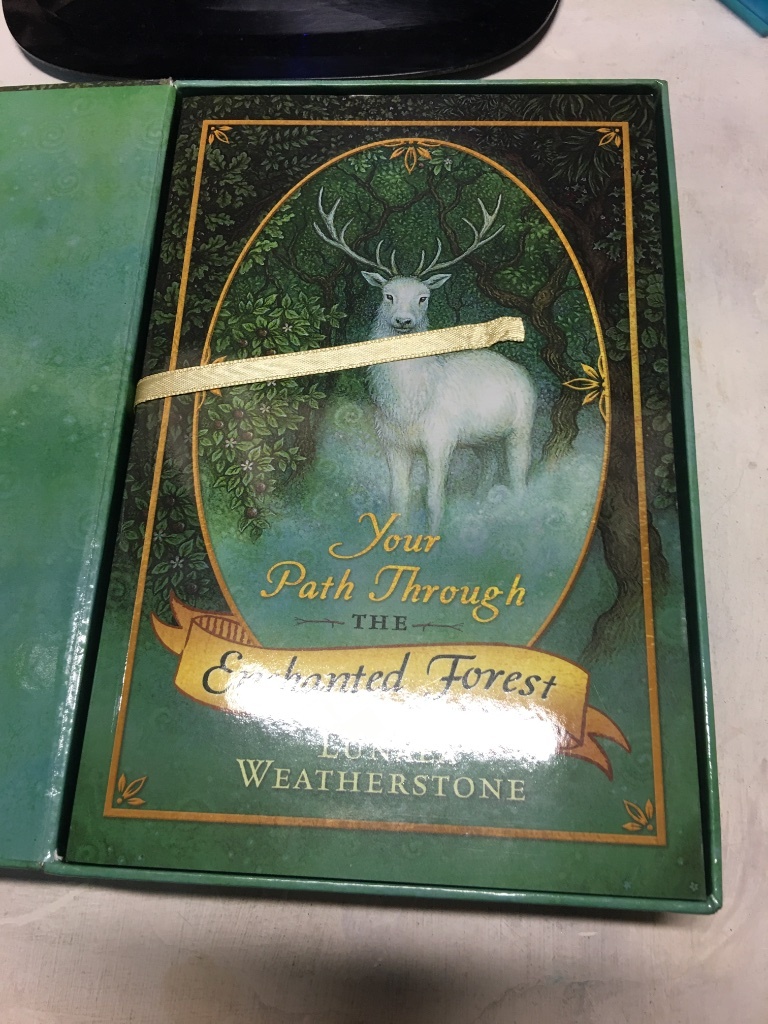 Your
Path Through
THE
Enchanted Forest
WEATHERSTONE